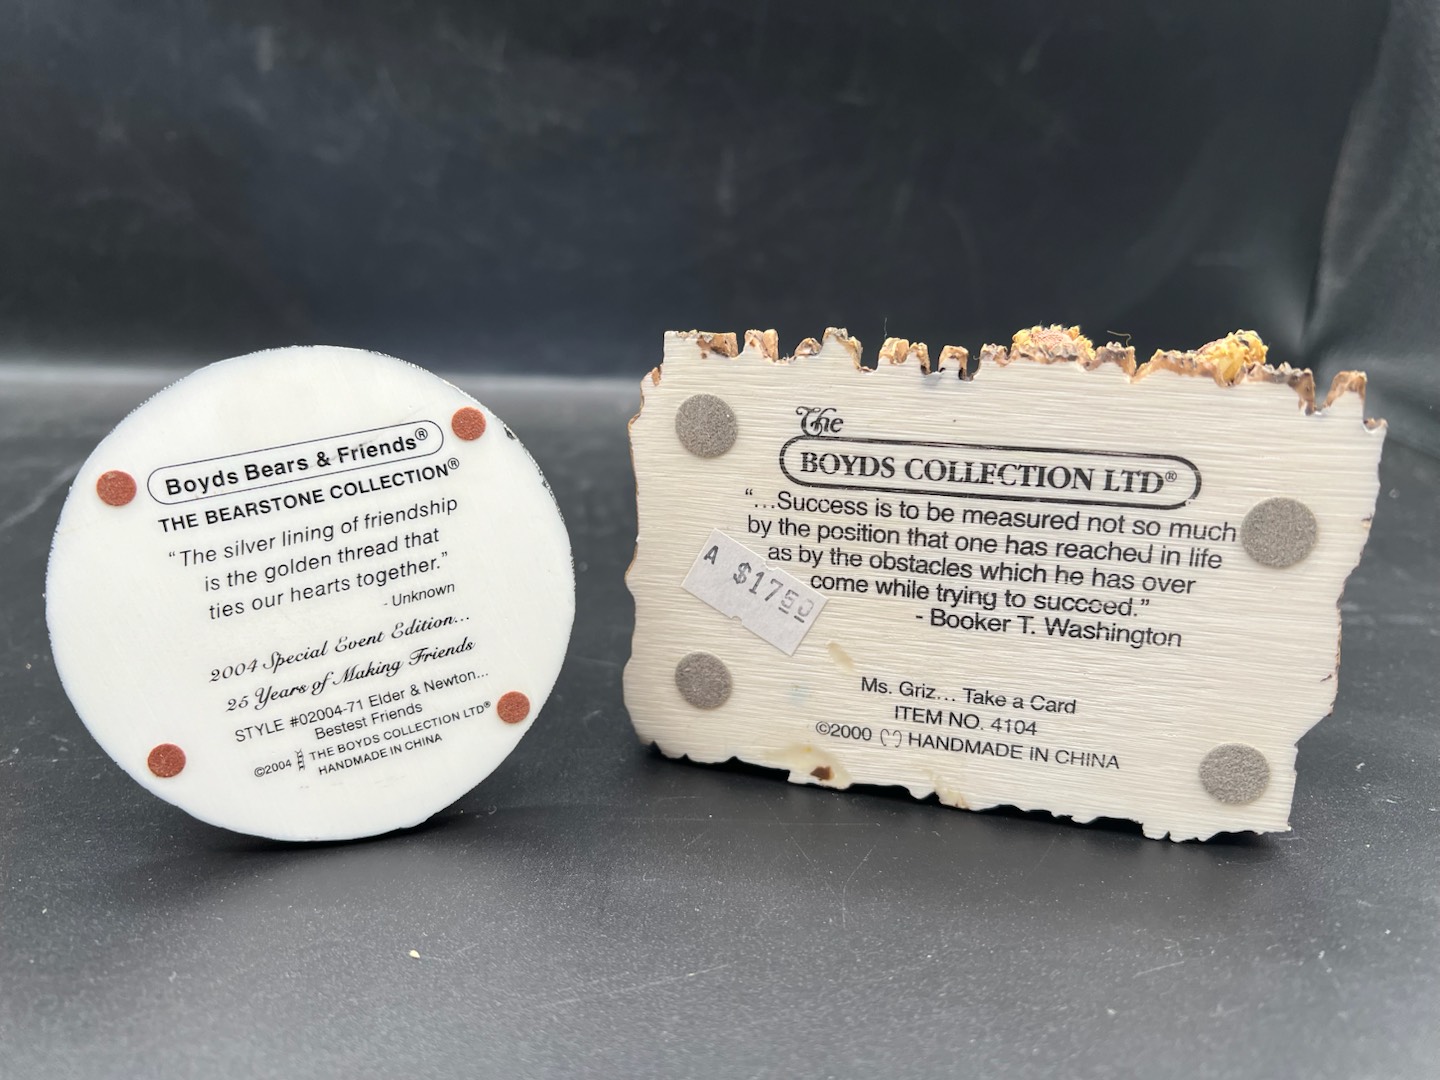 Boyds Bears & Friends®
THE BEARSTONE COLLECTION®
"The silver lining of friendship
is the golden thread that
ties our hearts together."
- Unknown
2004 Special Event Edition...
25 Years of Making Friends
STYLE #02004-71 Elder & Newton...
Bestest Friends
©2004 THE BOYDS COLLECTION LTD®
HANDMADE IN CHINA
The
BOYDS COLLECTION LTD®
"...Success is to be measured not so much
by the position that one has reached in life
as by the obstacles which he has over
come while trying to succeed."
- Booker T. Washington
A $17.50
Ms. Griz... Take a Card
ITEM NO. 4104
©2000 HANDMADE IN CHINA